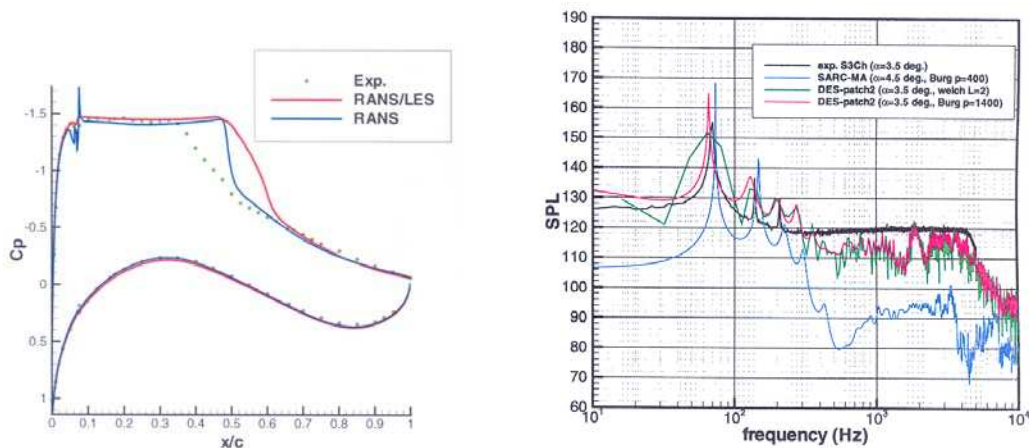 Exp.
RANS/LES
RANS
-1.5
-1
-0.5
0
0.5
1
Cp
0 0.1 0.2 0.3 0.4 0.5 0.6 0.7 0.8 0.9 1
x/c
190
180
170
160
150
140
130
120
110
100
90
80
70
60
SPL
exp. S3Ch (α=3.5 deg.)
SARC-MA (α=4.5 deg., Burg p=400)
DES-patch2 (α=3.5 deg., welch L=2)
DES-patch2 (α=3.5 deg., Burg p=1400)
10¹ 10² 10³ 10⁴
frequency (Hz)